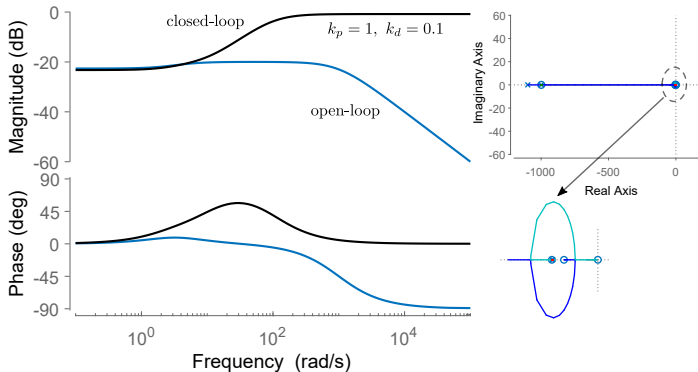 closed-loop
k_p = 1, k_d = 0.1
open-loop
Magnitude (dB)
0
-20
-40
-60
Phase (deg)
90
45
0
-45
-90
10^0
10^2
10^4
Frequency (rad/s)
Imaginary Axis
60
40
20
0
-20
-40
-60
-1000
-500
0
Real Axis